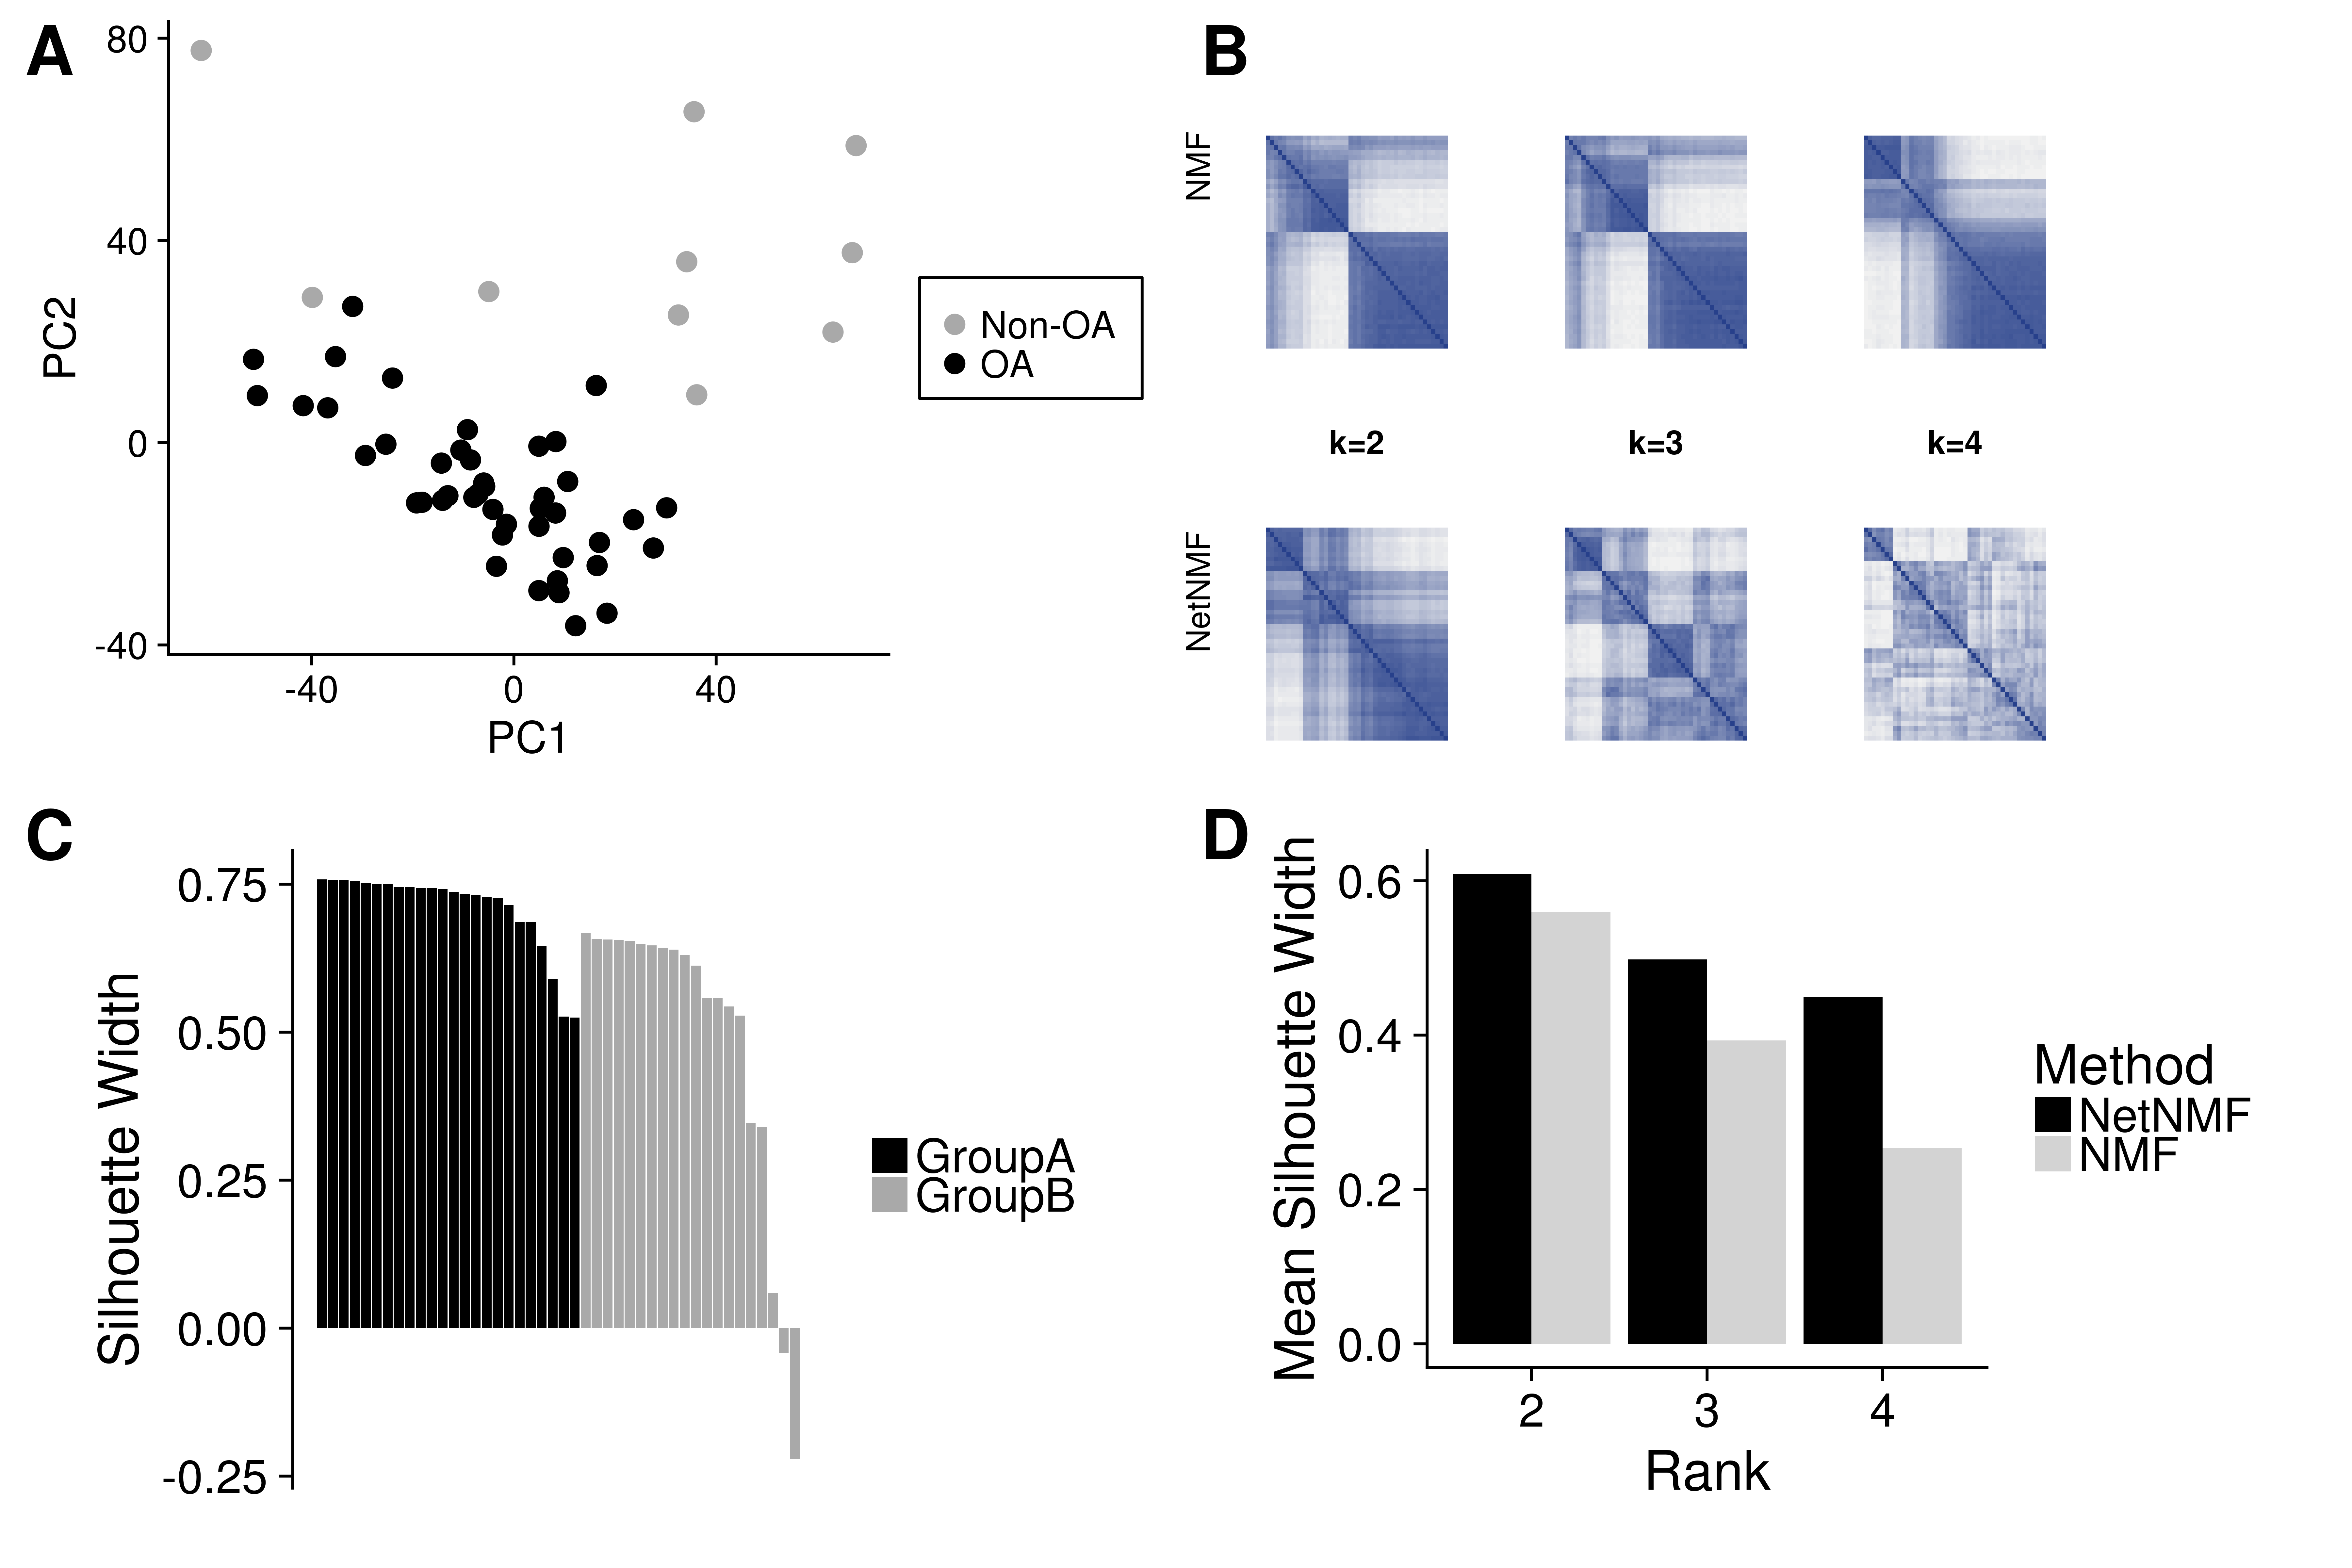 A
80
40
0
-40
PC2
-40
0
40
PC1
Non-OA
OA
B
NMF
k=2
k=3
k=4
NetNMF
C
0.75
0.50
0.25
0.00
-0.25
Silhouette Width
GroupA
GroupB
D
0.6
0.4
0.2
0.0
Mean Silhouette Width
2
3
4
Rank
Method
NetNMF
NMF